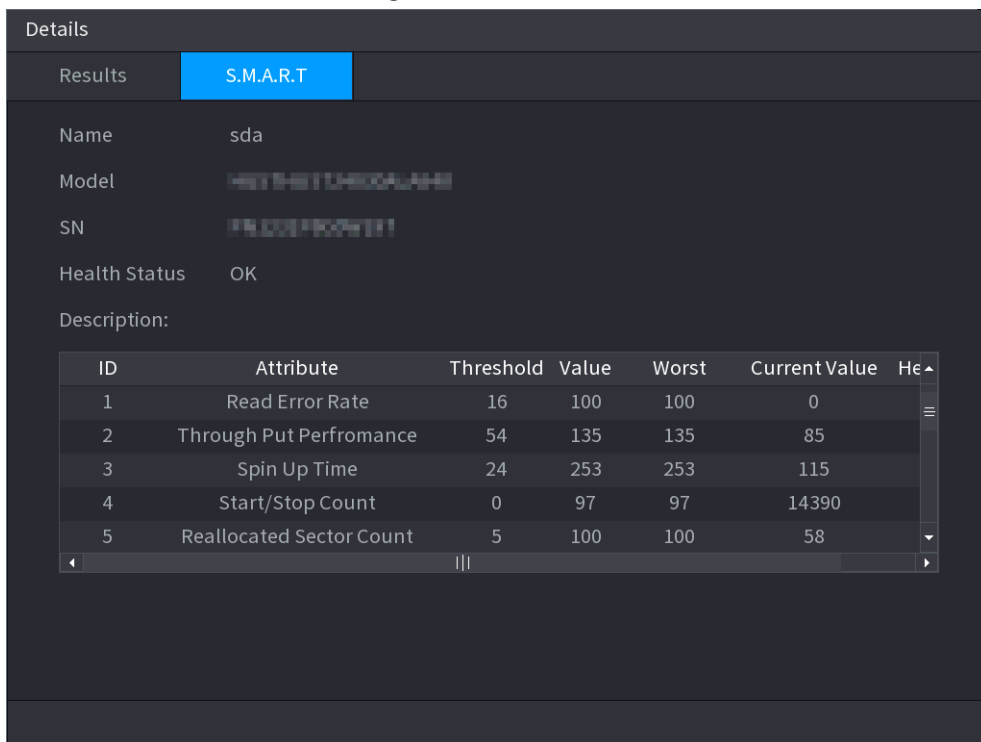 Details
Results S.M.A.R.T
Name sda
Model
SN
Health Status OK
Description:
ID Attribute Threshold Value Worst Current Value He
1 Read Error Rate 16 100 100 0
2 Through Put Perfromance 54 135 135 85
3 Spin Up Time 24 253 253 115
4 Start/Stop Count 0 97 97 14390
5 Reallocated Sector Count 5 100 100 58